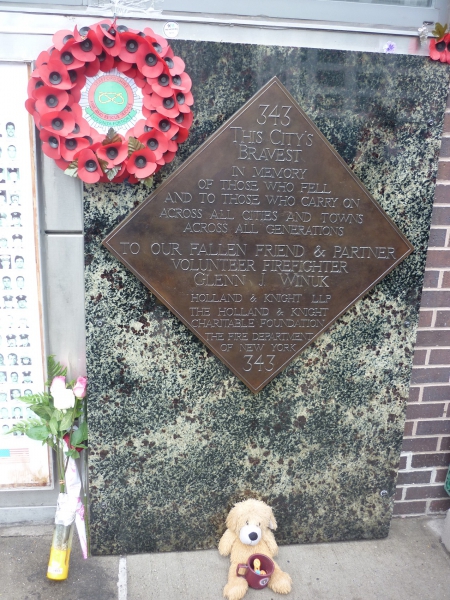 343
THIS CITY'S
BRAVEST
IN MEMORY
OF THOSE WHO FELL
AND TO THOSE WHO CARRY ON
ACROSS ALL CITIES AND TOWNS
ACROSS ALL GENERATIONS
TO OUR FALLEN FRIEND & PARTNER
VOLUNTEER FIREFIGHTER
GLENN J. WINUK
HOLLAND & KNIGHT LLP
THE HOLLAND & KNIGHT
CHARITABLE FOUNDATION
THE FIRE DEPARTMENT
OF NEW YORK
343